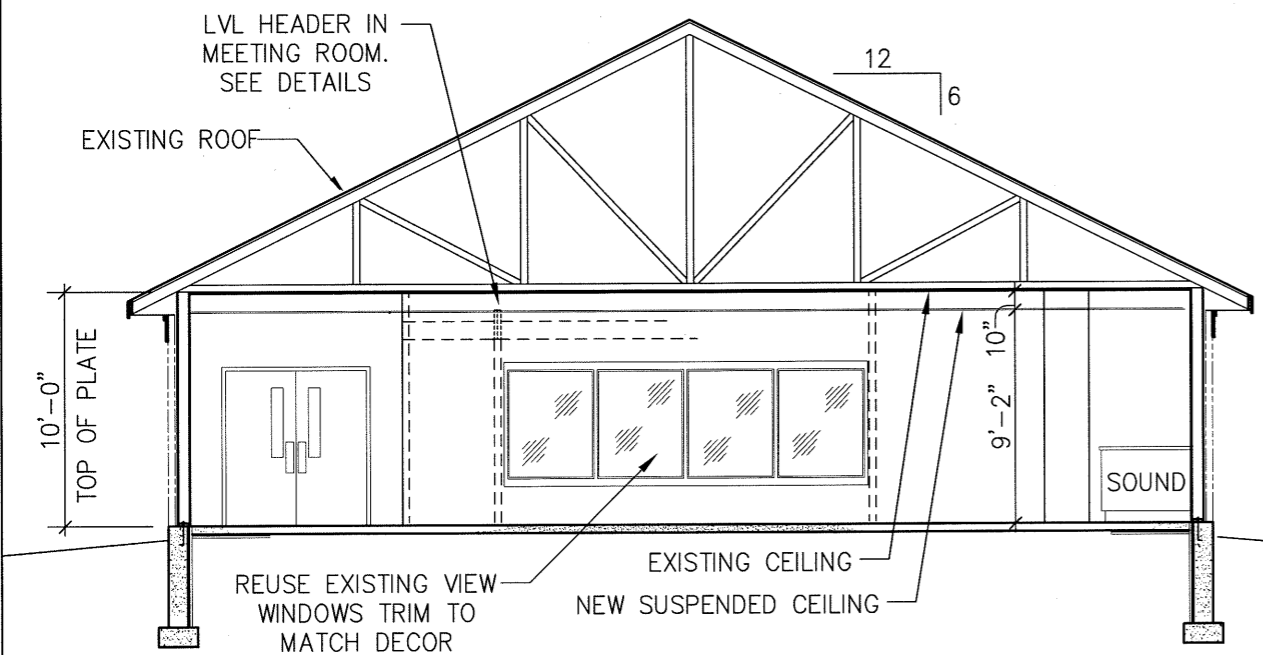 LVL HEADER IN
MEETING ROOM.
SEE DETAILS
12
6
EXISTING ROOF
10'-0"
TOP OF PLATE
10"
9'-2"
SOUND
REUSE EXISTING VIEW
WINDOWS TRIM TO
MATCH DECOR
EXISTING CEILING
NEW SUSPENDED CEILING